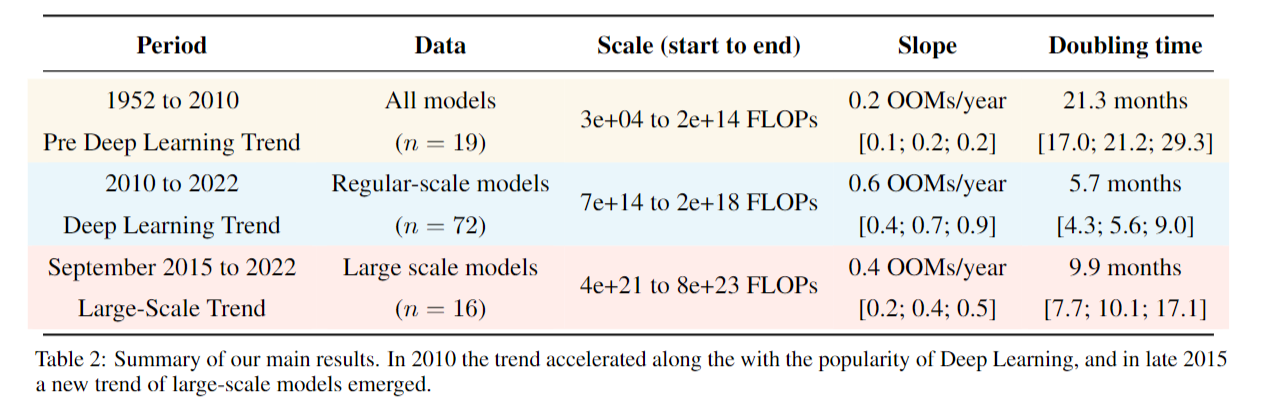 Period Data Scale (start to end) Slope Doubling time
1952 to 2010 All models 3e+04 to 2e+14 FLOPs 0.2 OOMs/year 21.3 months
Pre Deep Learning Trend (n = 19) [0.1; 0.2; 0.2] [17.0; 21.2; 29.3]
2010 to 2022 Regular-scale models 7e+14 to 2e+18 FLOPs 0.6 OOMs/year 5.7 months
Deep Learning Trend (n = 72) [0.4; 0.7; 0.9] [4.3; 5.6; 9.0]
September 2015 to 2022 Large scale models 4e+21 to 8e+23 FLOPs 0.4 OOMs/year 9.9 months
Large-Scale Trend (n = 16) [0.2; 0.4; 0.5] [7.7; 10.1; 17.1]
Table 2: Summary of our main results. In 2010 the trend accelerated along the with the popularity of Deep Learning, and in late 2015
a new trend of large-scale models emerged.